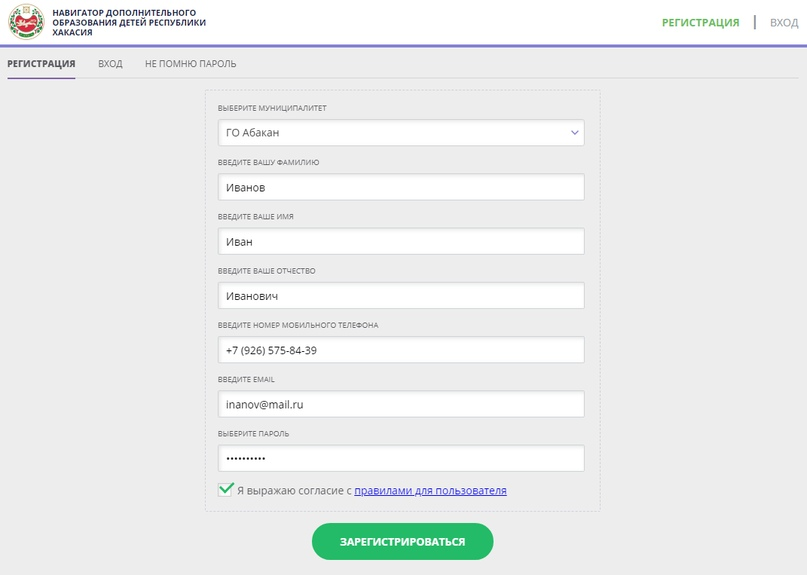 НАВИГАТОР ДОПОЛНИТЕЛЬНОГО
ОБРАЗОВАНИЯ ДЕТЕЙ РЕСПУБЛИКИ
ХАКАСИЯ
РЕГИСТРАЦИЯ | ВХОД
РЕГИСТРАЦИЯ ВХОД НЕ ПОМНЮ ПАРОЛЬ
ВЫБЕРИТЕ МУНИЦИПАЛИТЕТ
ГО Абакан
ВВЕДИТЕ ВАШУ ФАМИЛИЮ
Иванов
ВВЕДИТЕ ВАШЕ ИМЯ
Иван
ВВЕДИТЕ ВАШЕ ОТЧЕСТВО
Иванович
ВВЕДИТЕ НОМЕР МОБИЛЬНОГО ТЕЛЕФОНА
+7 (926) 575-84-39
ВВЕДИТЕ EMAIL
inanov@mail.ru
ВЫБЕРИТЕ ПАРОЛЬ
••••••••••
Я выражаю согласие с правилами для пользователя
ЗАРЕГИСТРИРОВАТЬСЯ